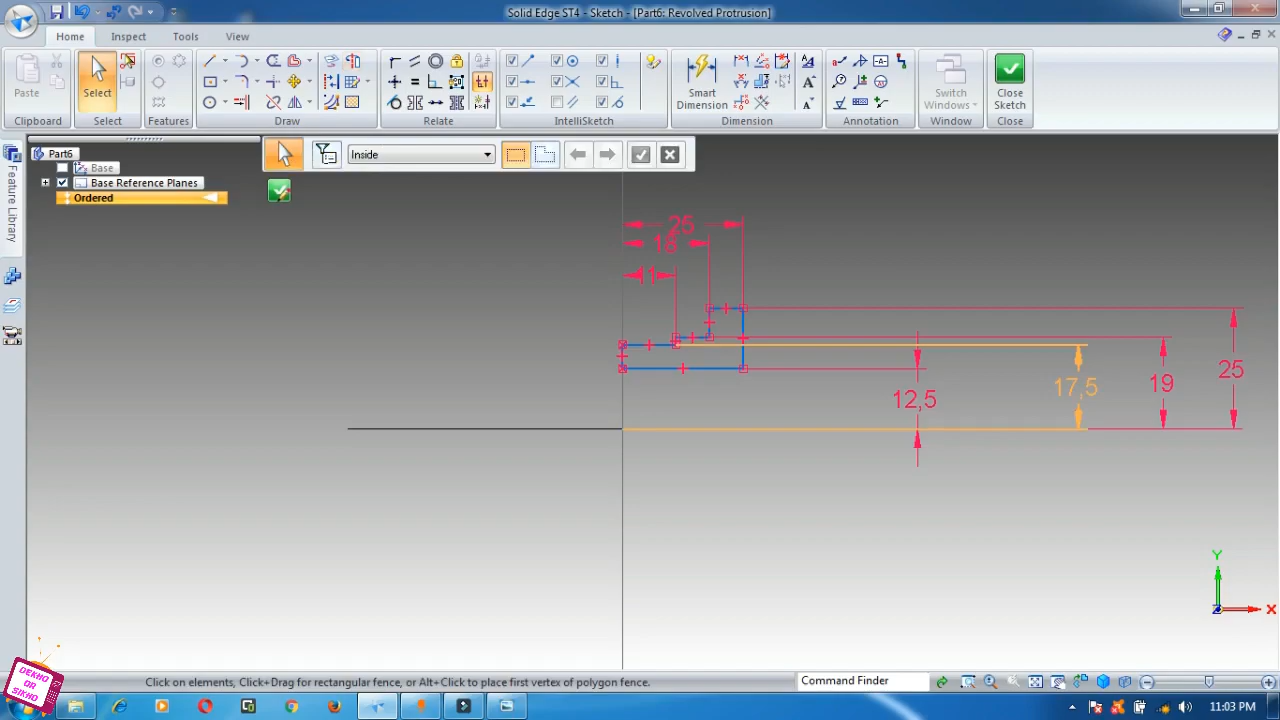 Solid Edge ST4 - Sketch - [Part6: Revolved Protrusion]
Home Inspect Tools View
Paste Select Smart Dimension Switch Windows Close Sketch
Clipboard Select Features Draw Relate IntelliSketch Dimension Annotation Window Close
Feature Library
Part6
Base
Base Reference Planes
Ordered
Inside
25
18
11
12,5
17,5
19
25
Y
X
DEKHO OR SIKHO
Click on elements, Click+Drag for rectangular fence, or Alt+Click to place first vertex of polygon fence.
Command Finder
11:03 PM